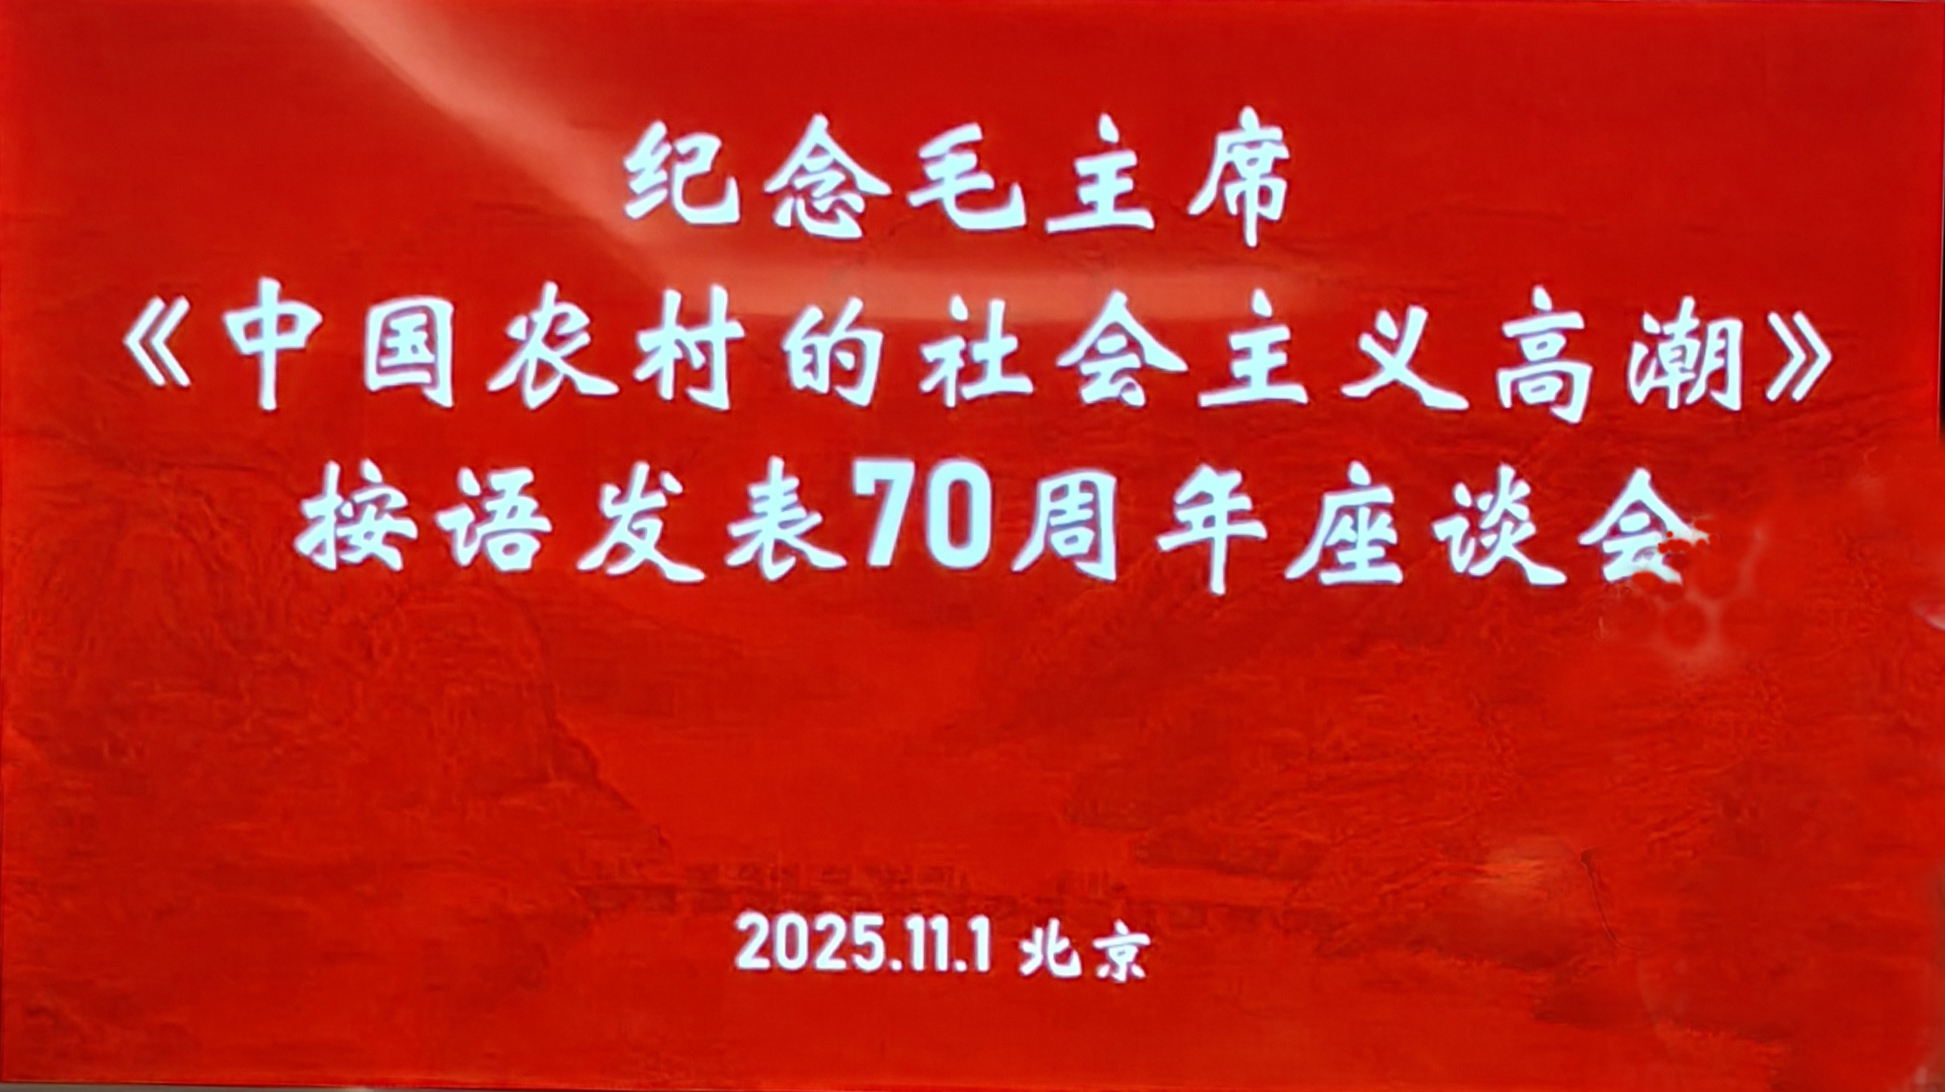 纪念毛主席
《中国农村的社会主义高潮》
按语发表70周年座谈会
2025.11.1 北京